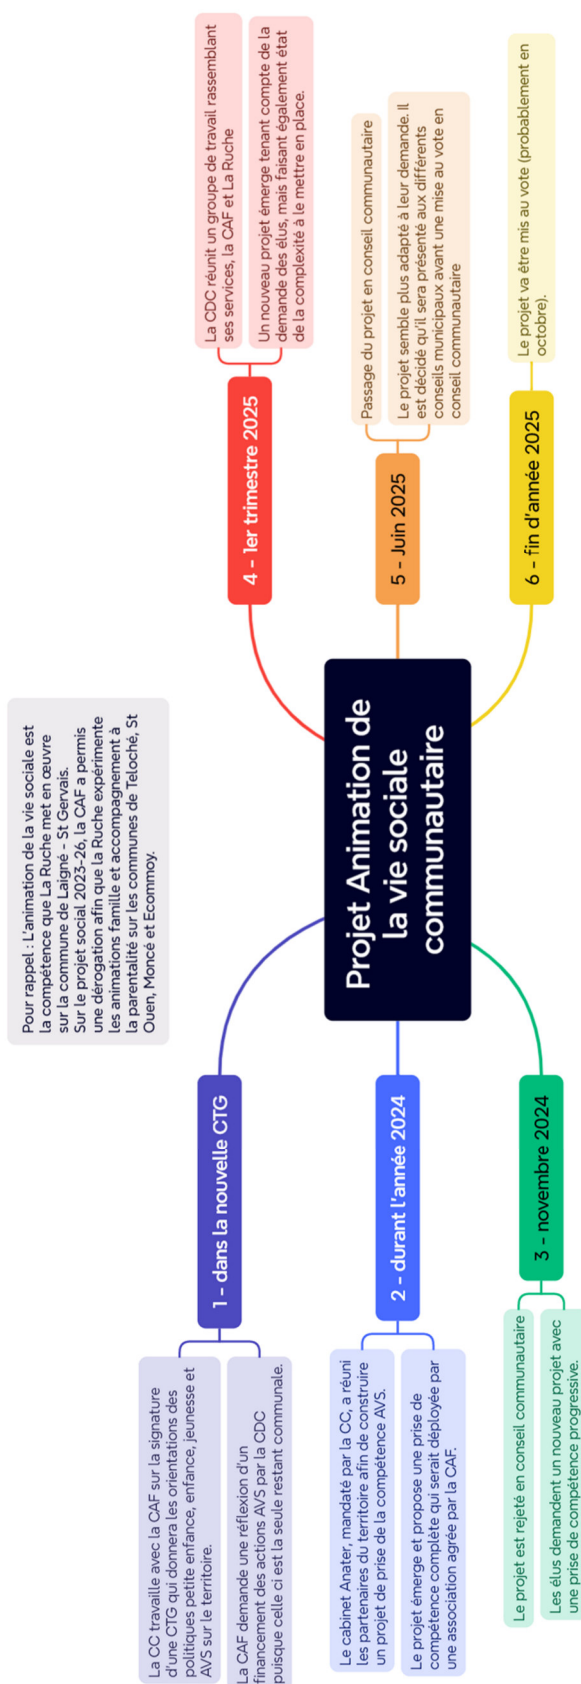 Pour rappel : L'animation de la vie sociale est
la compétence que La Ruche met en œuvre
sur la commune de Laigné - St Gervais.
Sur le projet social 2023-26, la CAF a permis
une dérogation afin que la Ruche expérimente
les animations famille et accompagnement à
la parentalité sur les communes de Teloché, St
Ouen, Moncé et Ecommoy.
Projet Animation de
la vie sociale
communautaire
1 - dans la nouvelle CTG
La CC travaille avec la CAF sur la signature
d'une CTG qui donnera les orientations des
politiques petite enfance, enfance, jeunesse et
AVS sur le territoire.
La CAF demande une réflexion d'un
financement des actions AVS par la CDC
puisque celle ci est la seule restant communale.
2 - durant l'année 2024
Le cabinet Anater, mandaté par la CC, a réuni
les partenaires du territoire afin de construire
un projet de prise de la compétence AVS.
Le projet émerge et propose une prise de
compétence complète qui serait déployée par
une association agrée par la CAF.
3 - novembre 2024
Le projet est rejeté en conseil communautaire
Les élus demandent un nouveau projet avec
une prise de compétence progressive.
4 - 1er trimestre 2025
La CDC réunit un groupe de travail rassemblant
ses services, la CAF et La Ruche
Un nouveau projet émerge tenant compte de la
demande des élus, mais faisant également état
de la complexité à le mettre en place.
5 - Juin 2025
Passage du projet en conseil communautaire
Le projet semble plus adapté à leur demande. Il
est décidé qu'il sera présenté aux différents
conseils municipaux avant une mise au vote en
conseil communautaire
6 - fin d'année 2025
Le projet va être mis au vote (probablement en
octobre).